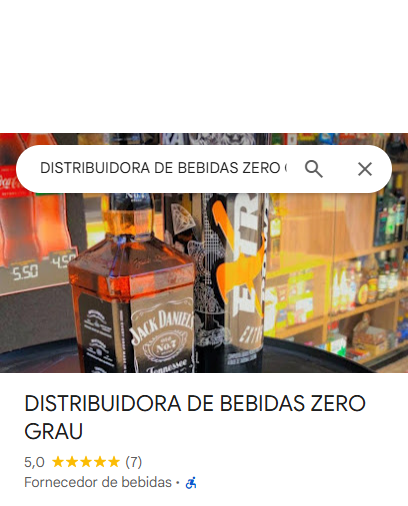 DISTRIBUIDORA DE BEBIDAS ZERO
5.50
4.50
JACK DANIEL'S
No.7
Tennessee
EXTRA
DISTRIBUIDORA DE BEBIDAS ZERO
GRAU
5,0 ★★★★★ (7)
Fornecedor de bebidas ·